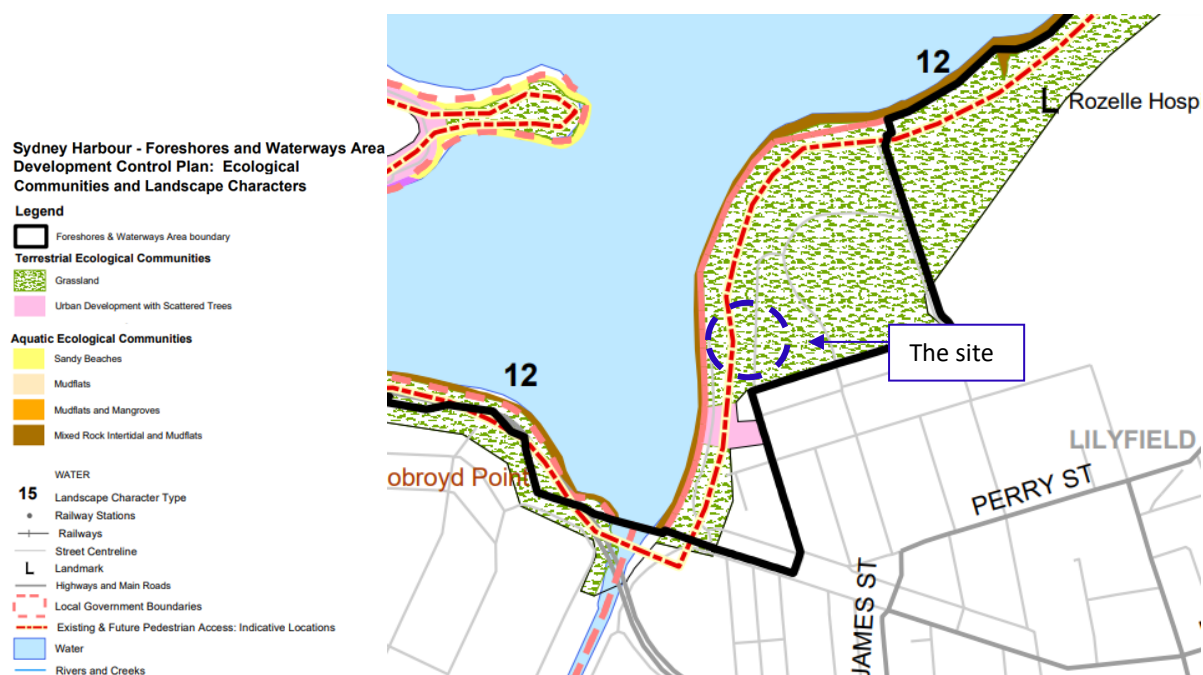 Sydney Harbour - Foreshores and Waterways Area
Development Control Plan: Ecological
Communities and Landscape Characters
Legend
Foreshores & Waterways Area boundary
Terrestrial Ecological Communities
Grassland
Urban Development with Scattered Trees
Aquatic Ecological Communities
Sandy Beaches
Mudflats
Mudflats and Mangroves
Mixed Rock Intertidal and Mudflats
WATER
15 Landscape Character Type
Railway Stations
Railways
Street Centreline
L Landmark
Highways and Main Roads
Local Government Boundaries
Existing & Future Pedestrian Access: Indicative Locations
Water
Rivers and Creeks
12
L Rozelle Hosp
The site
12
obroyd Point
LILYFIELD
PERRY ST
JAMES ST